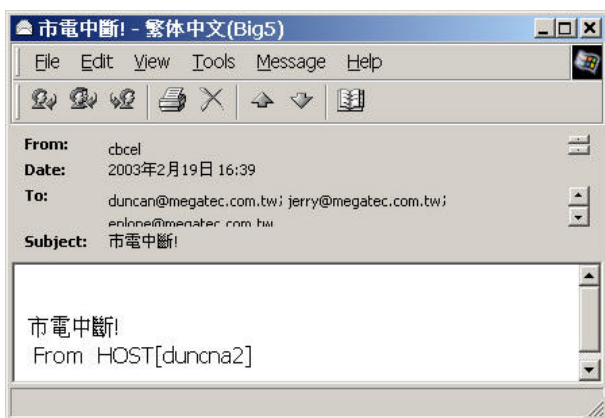 市電中斷! - 繁体中文(Big5)
File Edit View Tools Message Help
From: cbcel
Date: 2003年2月19日 16:39
To: duncan@megatec.com.tw; jerry@megatec.com.tw;
Subject: 市電中斷!
市電中斷!
From HOST[duncna2]